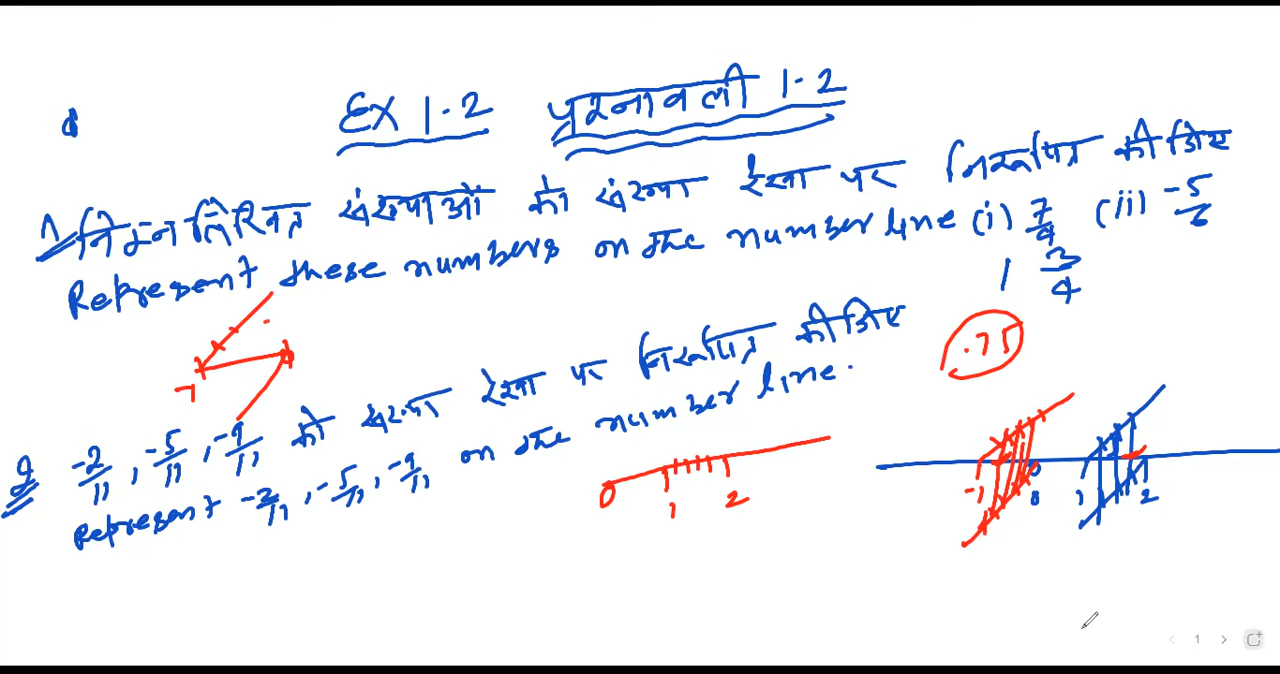 Ex 1.2 प्रश्नावली 1.2
1 निम्नलिखित संख्याओं को संख्या रेखा पर निरूपित कीजिए
Represent these numbers on the number line (i) 7/4 (ii) -5/6
1 3/4
.75
2 -2/11, -5/11, -9/11 को संख्या रेखा पर निरूपित कीजिए
Represent -2/11, -5/11, -9/11 on the number line.
0 1 2
-1 0 1 2
1